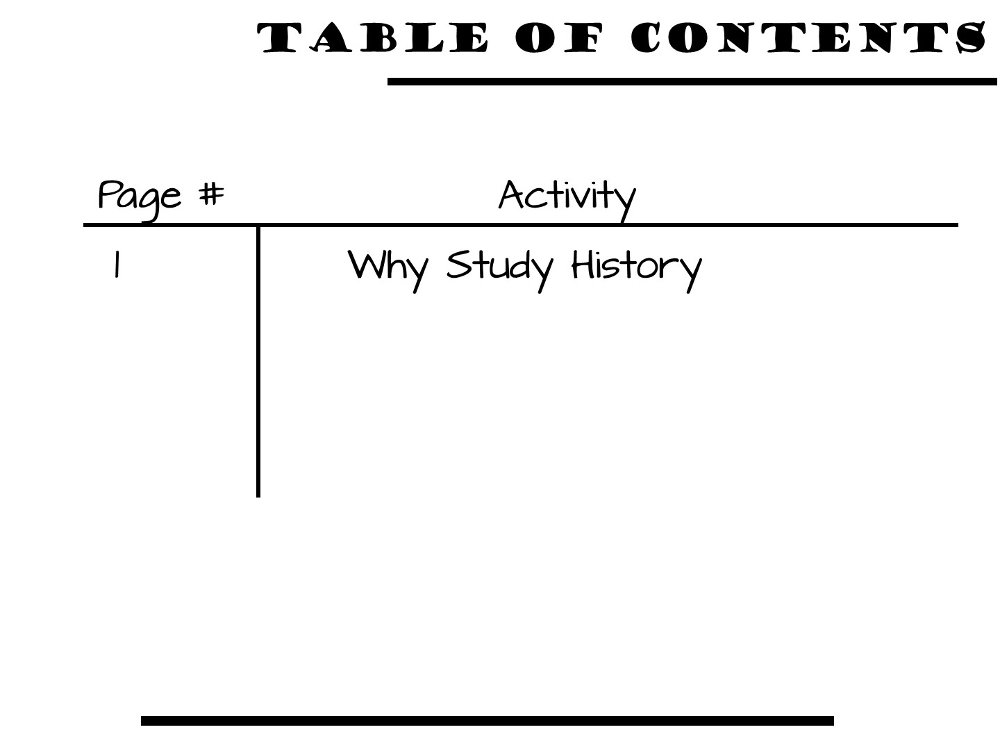 TABLE OF CONTENTS
Page # Activity
1 Why Study History